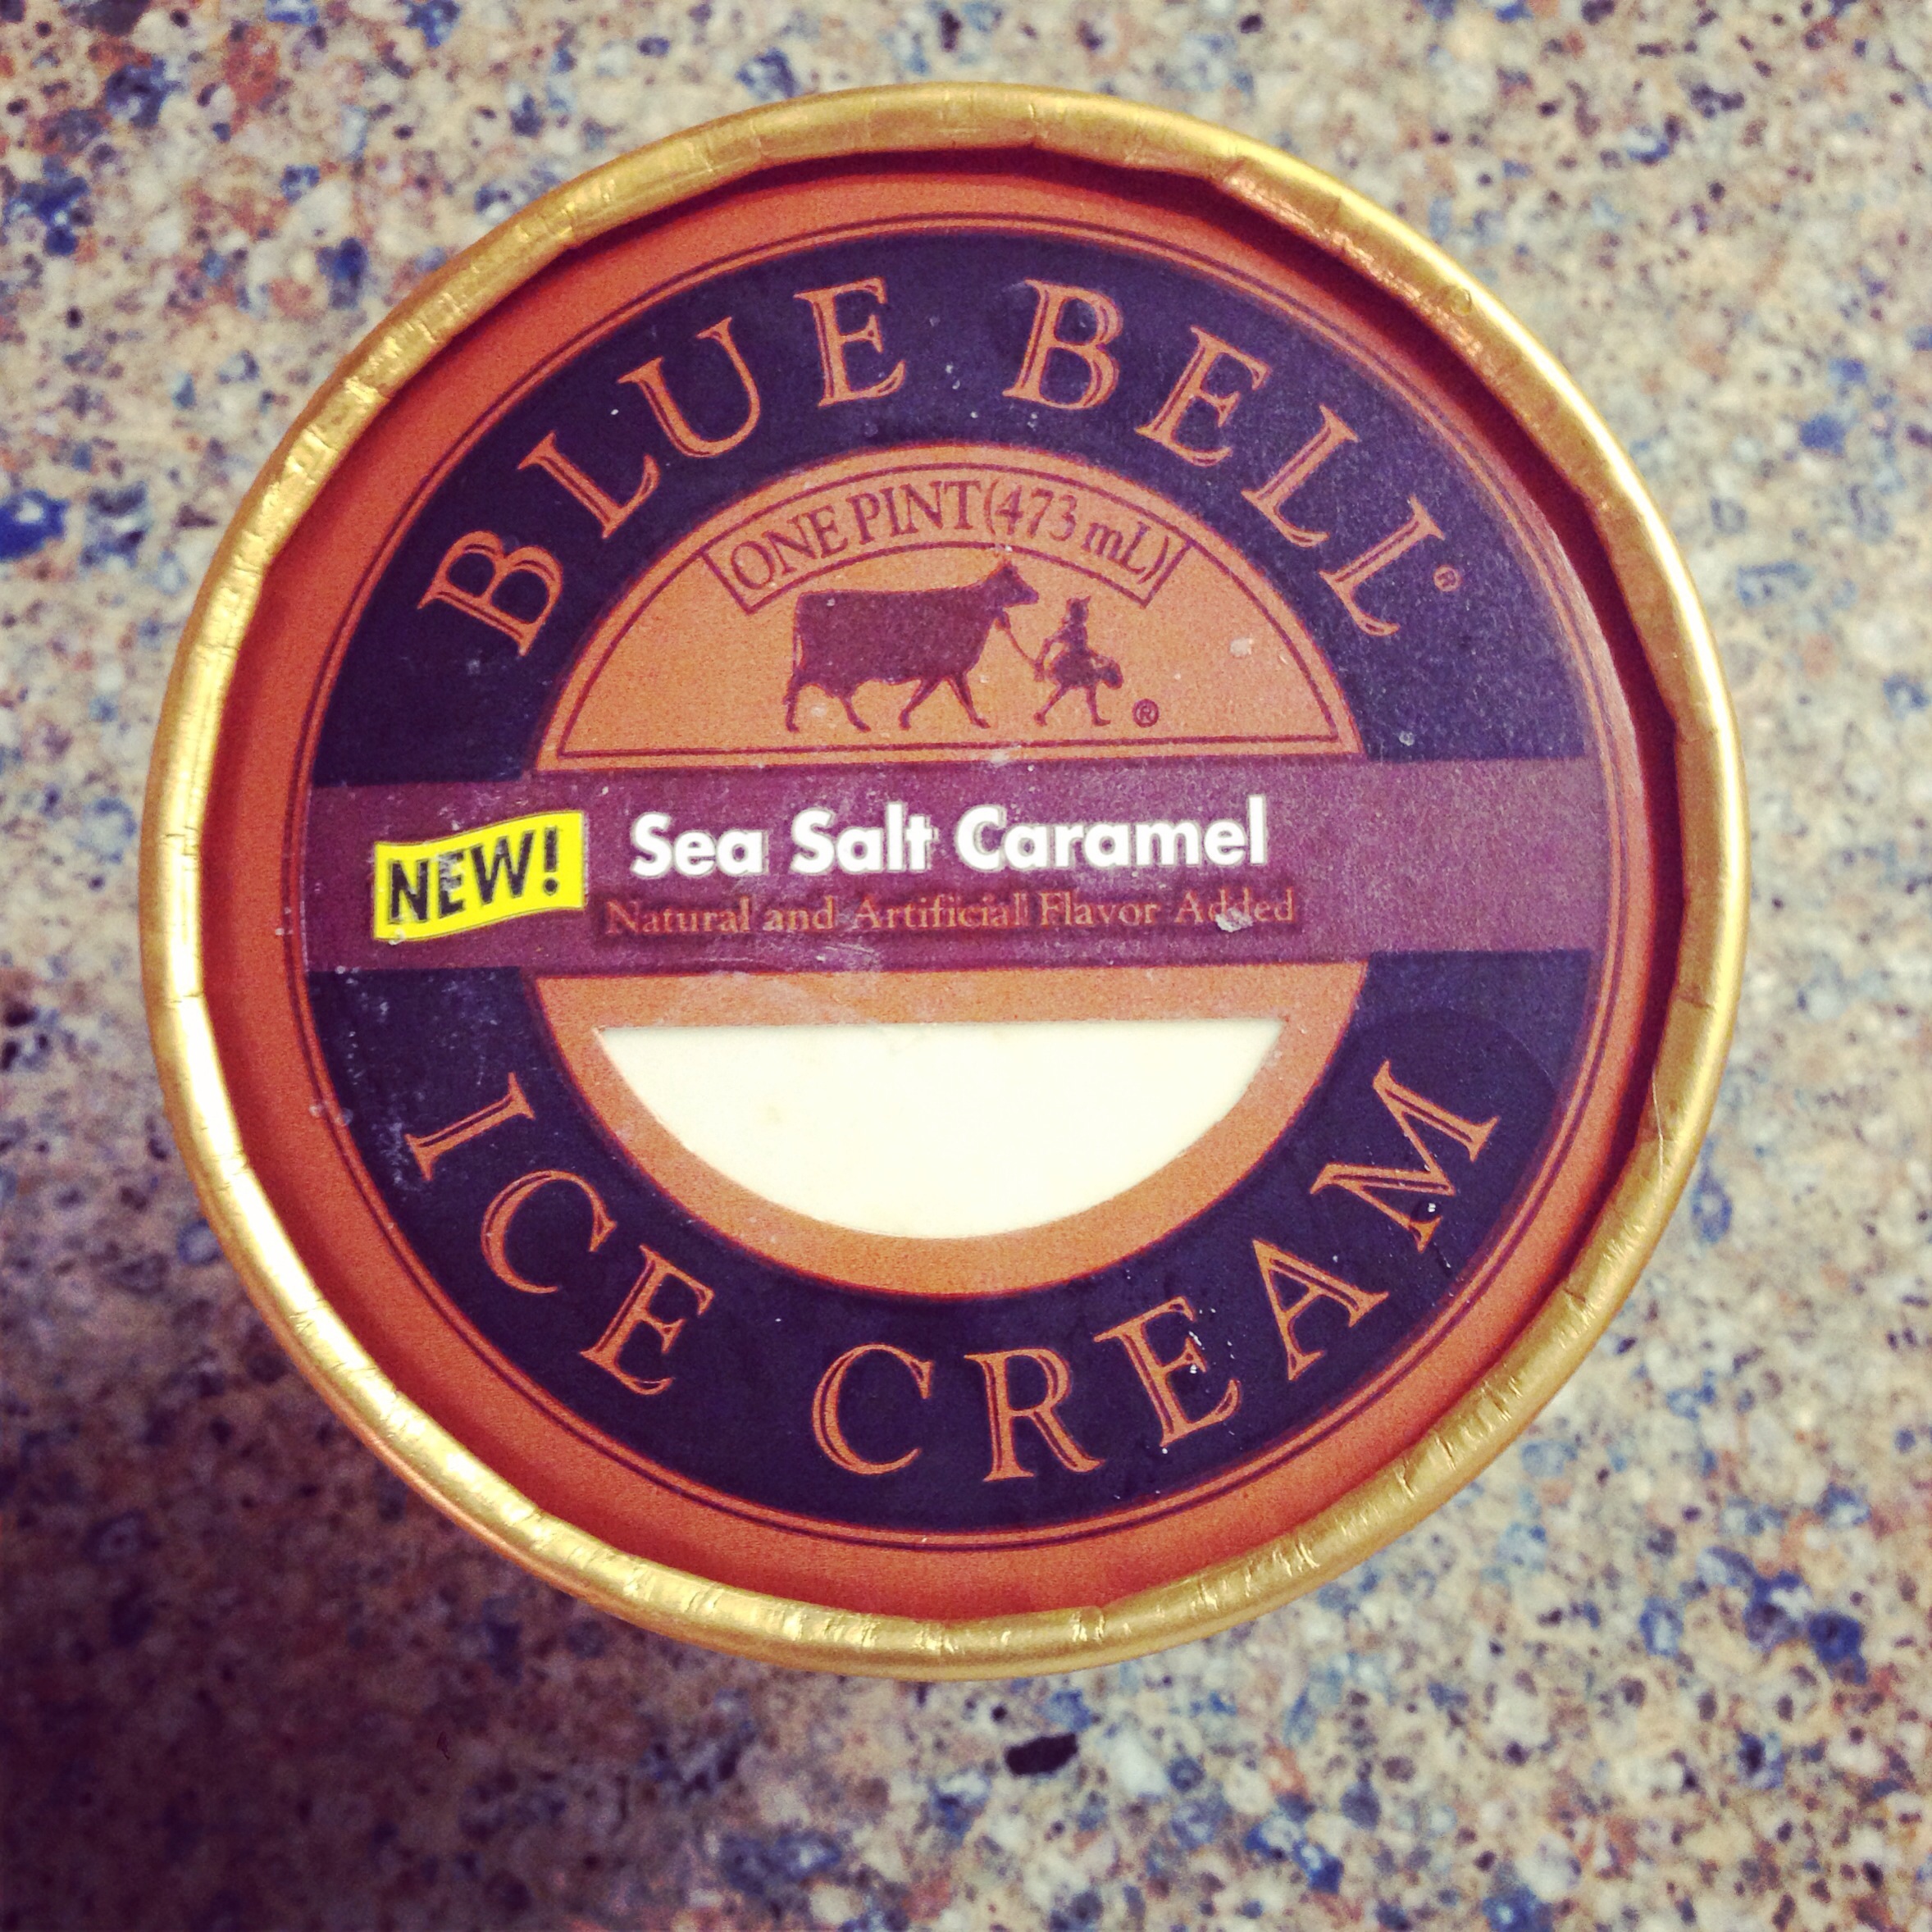 BLUE BELL®
ONE PINT (473 mL)
®
NEW!
Sea Salt Caramel
Natural and Artificial Flavor Added
ICE CREAM